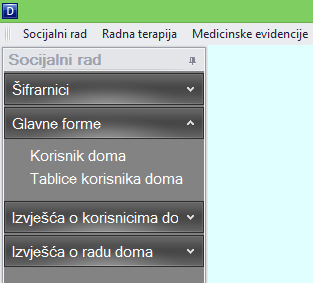 D
Socijalni rad Radna terapija Medicinske evidencije
Socijalni rad
Šifrarnici
Glavne forme
Korisnik doma
Tablice korisnika doma
Izvješća o korisnicima do
Izvješća o radu doma